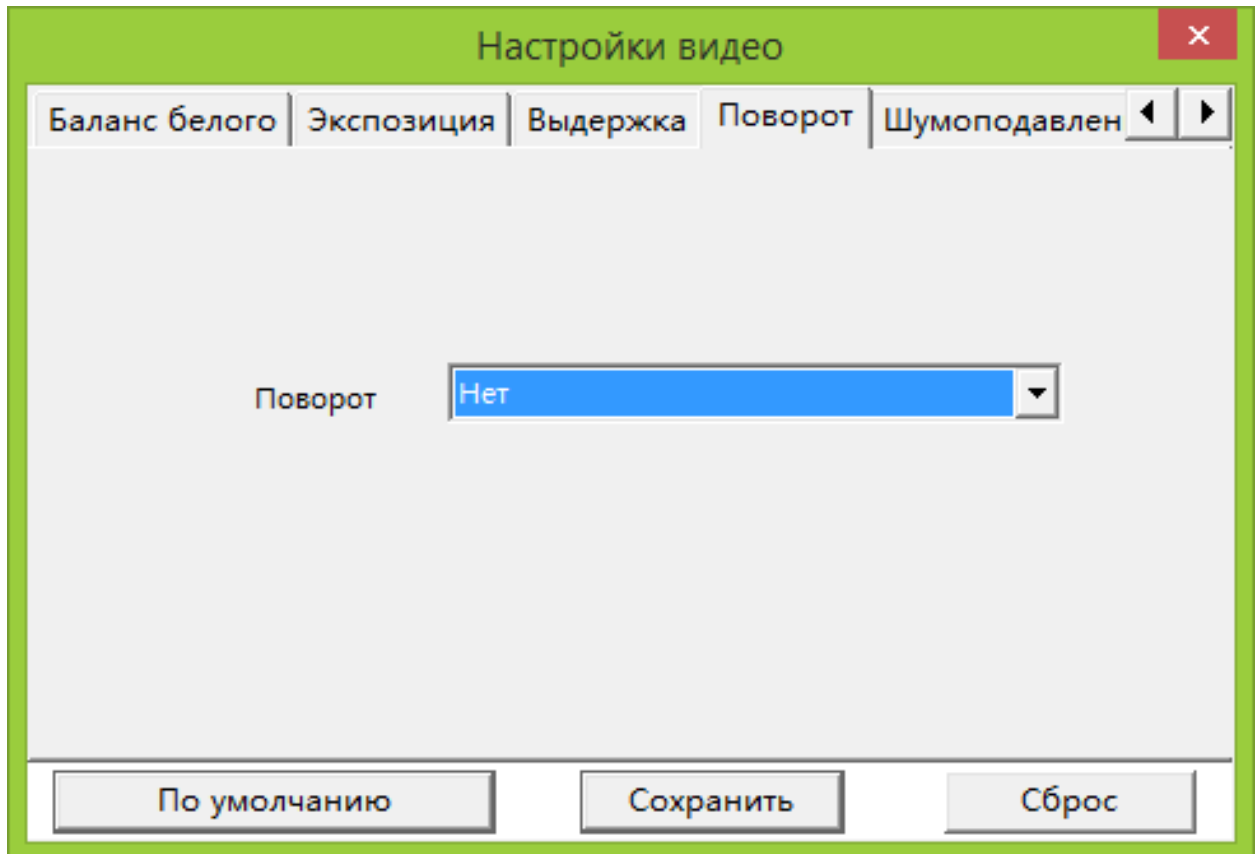 Настройки видео
Баланс белого Экспозиция Выдержка Поворот Шумоподавлен
Поворот Нет
По умолчанию Сохранить Сброс